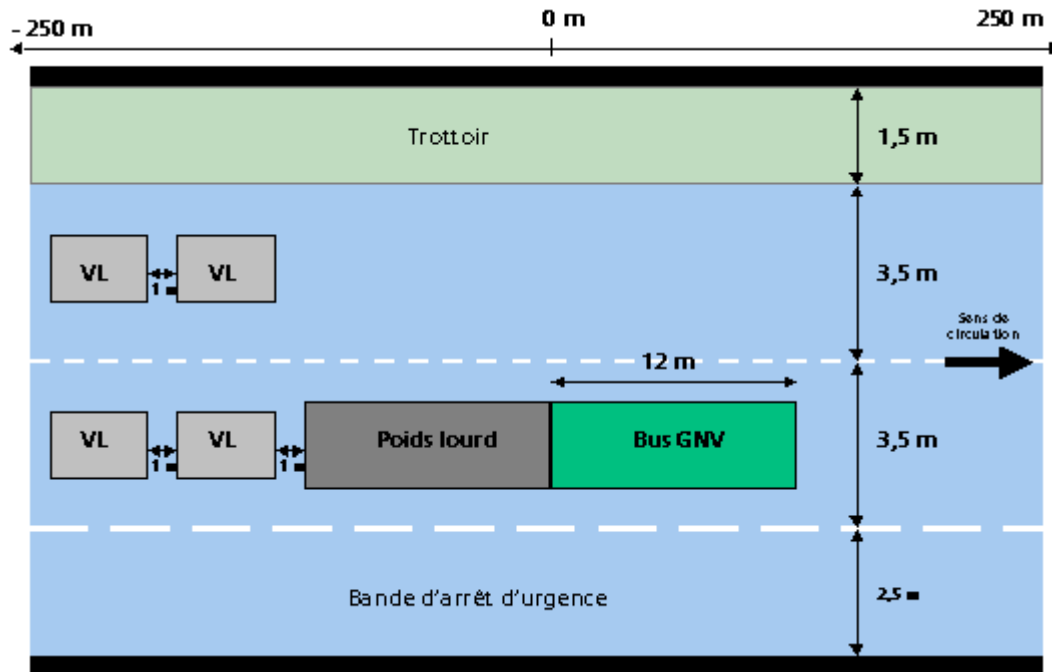 - 250 m
0 m
250 m
Trottoir
1,5 m
VL
VL
1
3,5 m
Sens de
circulation
12 m
VL
VL
Poids lourd
Bus GNV
3,5 m
1
1
Bande d'arrêt d'urgence
2,5